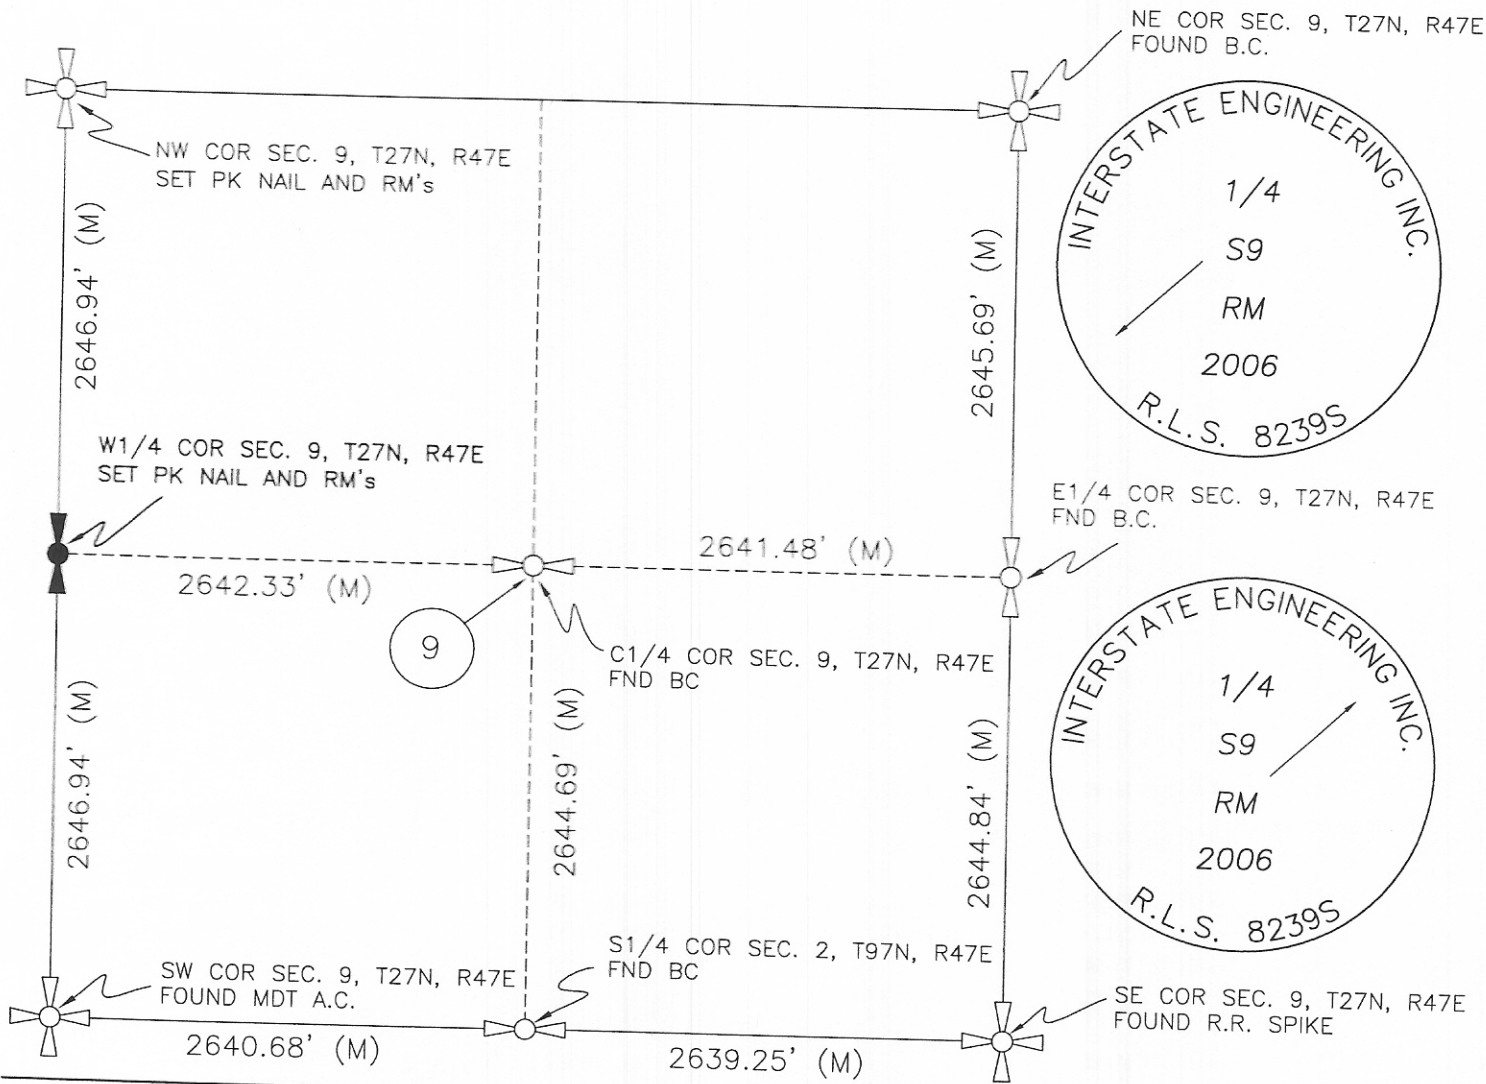 NE COR SEC. 9, T27N, R47E
FOUND B.C.
NW COR SEC. 9, T27N, R47E
SET PK NAIL AND RM's
INTERSTATE ENGINEERING INC.
1/4
S9
RM
2006
R.L.S. 8239S
2646.94' (M)
2645.69' (M)
W1/4 COR SEC. 9, T27N, R47E
SET PK NAIL AND RM's
E1/4 COR SEC. 9, T27N, R47E
FND B.C.
2641.48' (M)
2642.33' (M)
9
C1/4 COR SEC. 9, T27N, R47E
FND BC
INTERSTATE ENGINEERING INC.
1/4
S9
RM
2006
R.L.S. 8239S
2646.94' (M)
2644.69' (M)
2644.84' (M)
SW COR SEC. 9, T27N, R47E
FOUND MDT A.C.
S1/4 COR SEC. 2, T97N, R47E
FND BC
SE COR SEC. 9, T27N, R47E
FOUND R.R. SPIKE
2640.68' (M)
2639.25' (M)